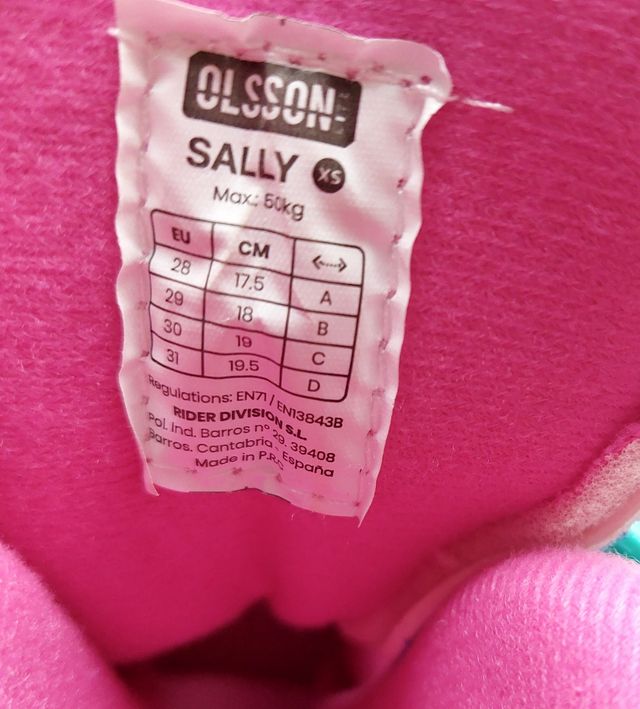 OLSSON
SALLY XS
Max.: 50kg
EU CM <···>
28 17.5 A
29 18 B
30 19 C
31 19.5 D
Regulations: EN71 / EN13843B
RIDER DIVISION S.L.
Pol. Ind. Barros nº 29. 39408
Barros. Cantabria. España
Made in P.R.C